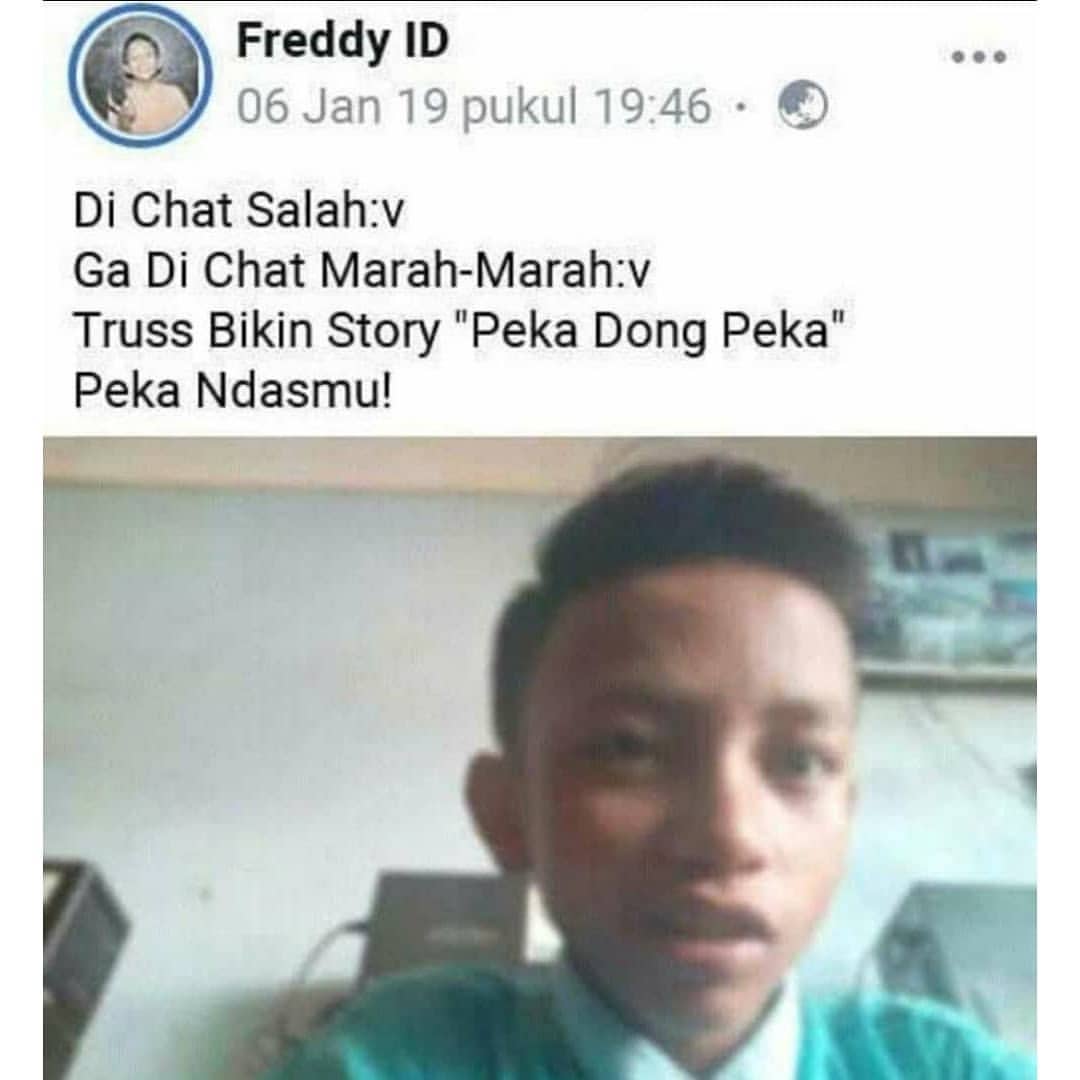 Freddy ID
06 Jan 19 pukul 19:46 ·
Di Chat Salah:v
Ga Di Chat Marah-Marah:v
Truss Bikin Story "Peka Dong Peka"
Peka Ndasmu!